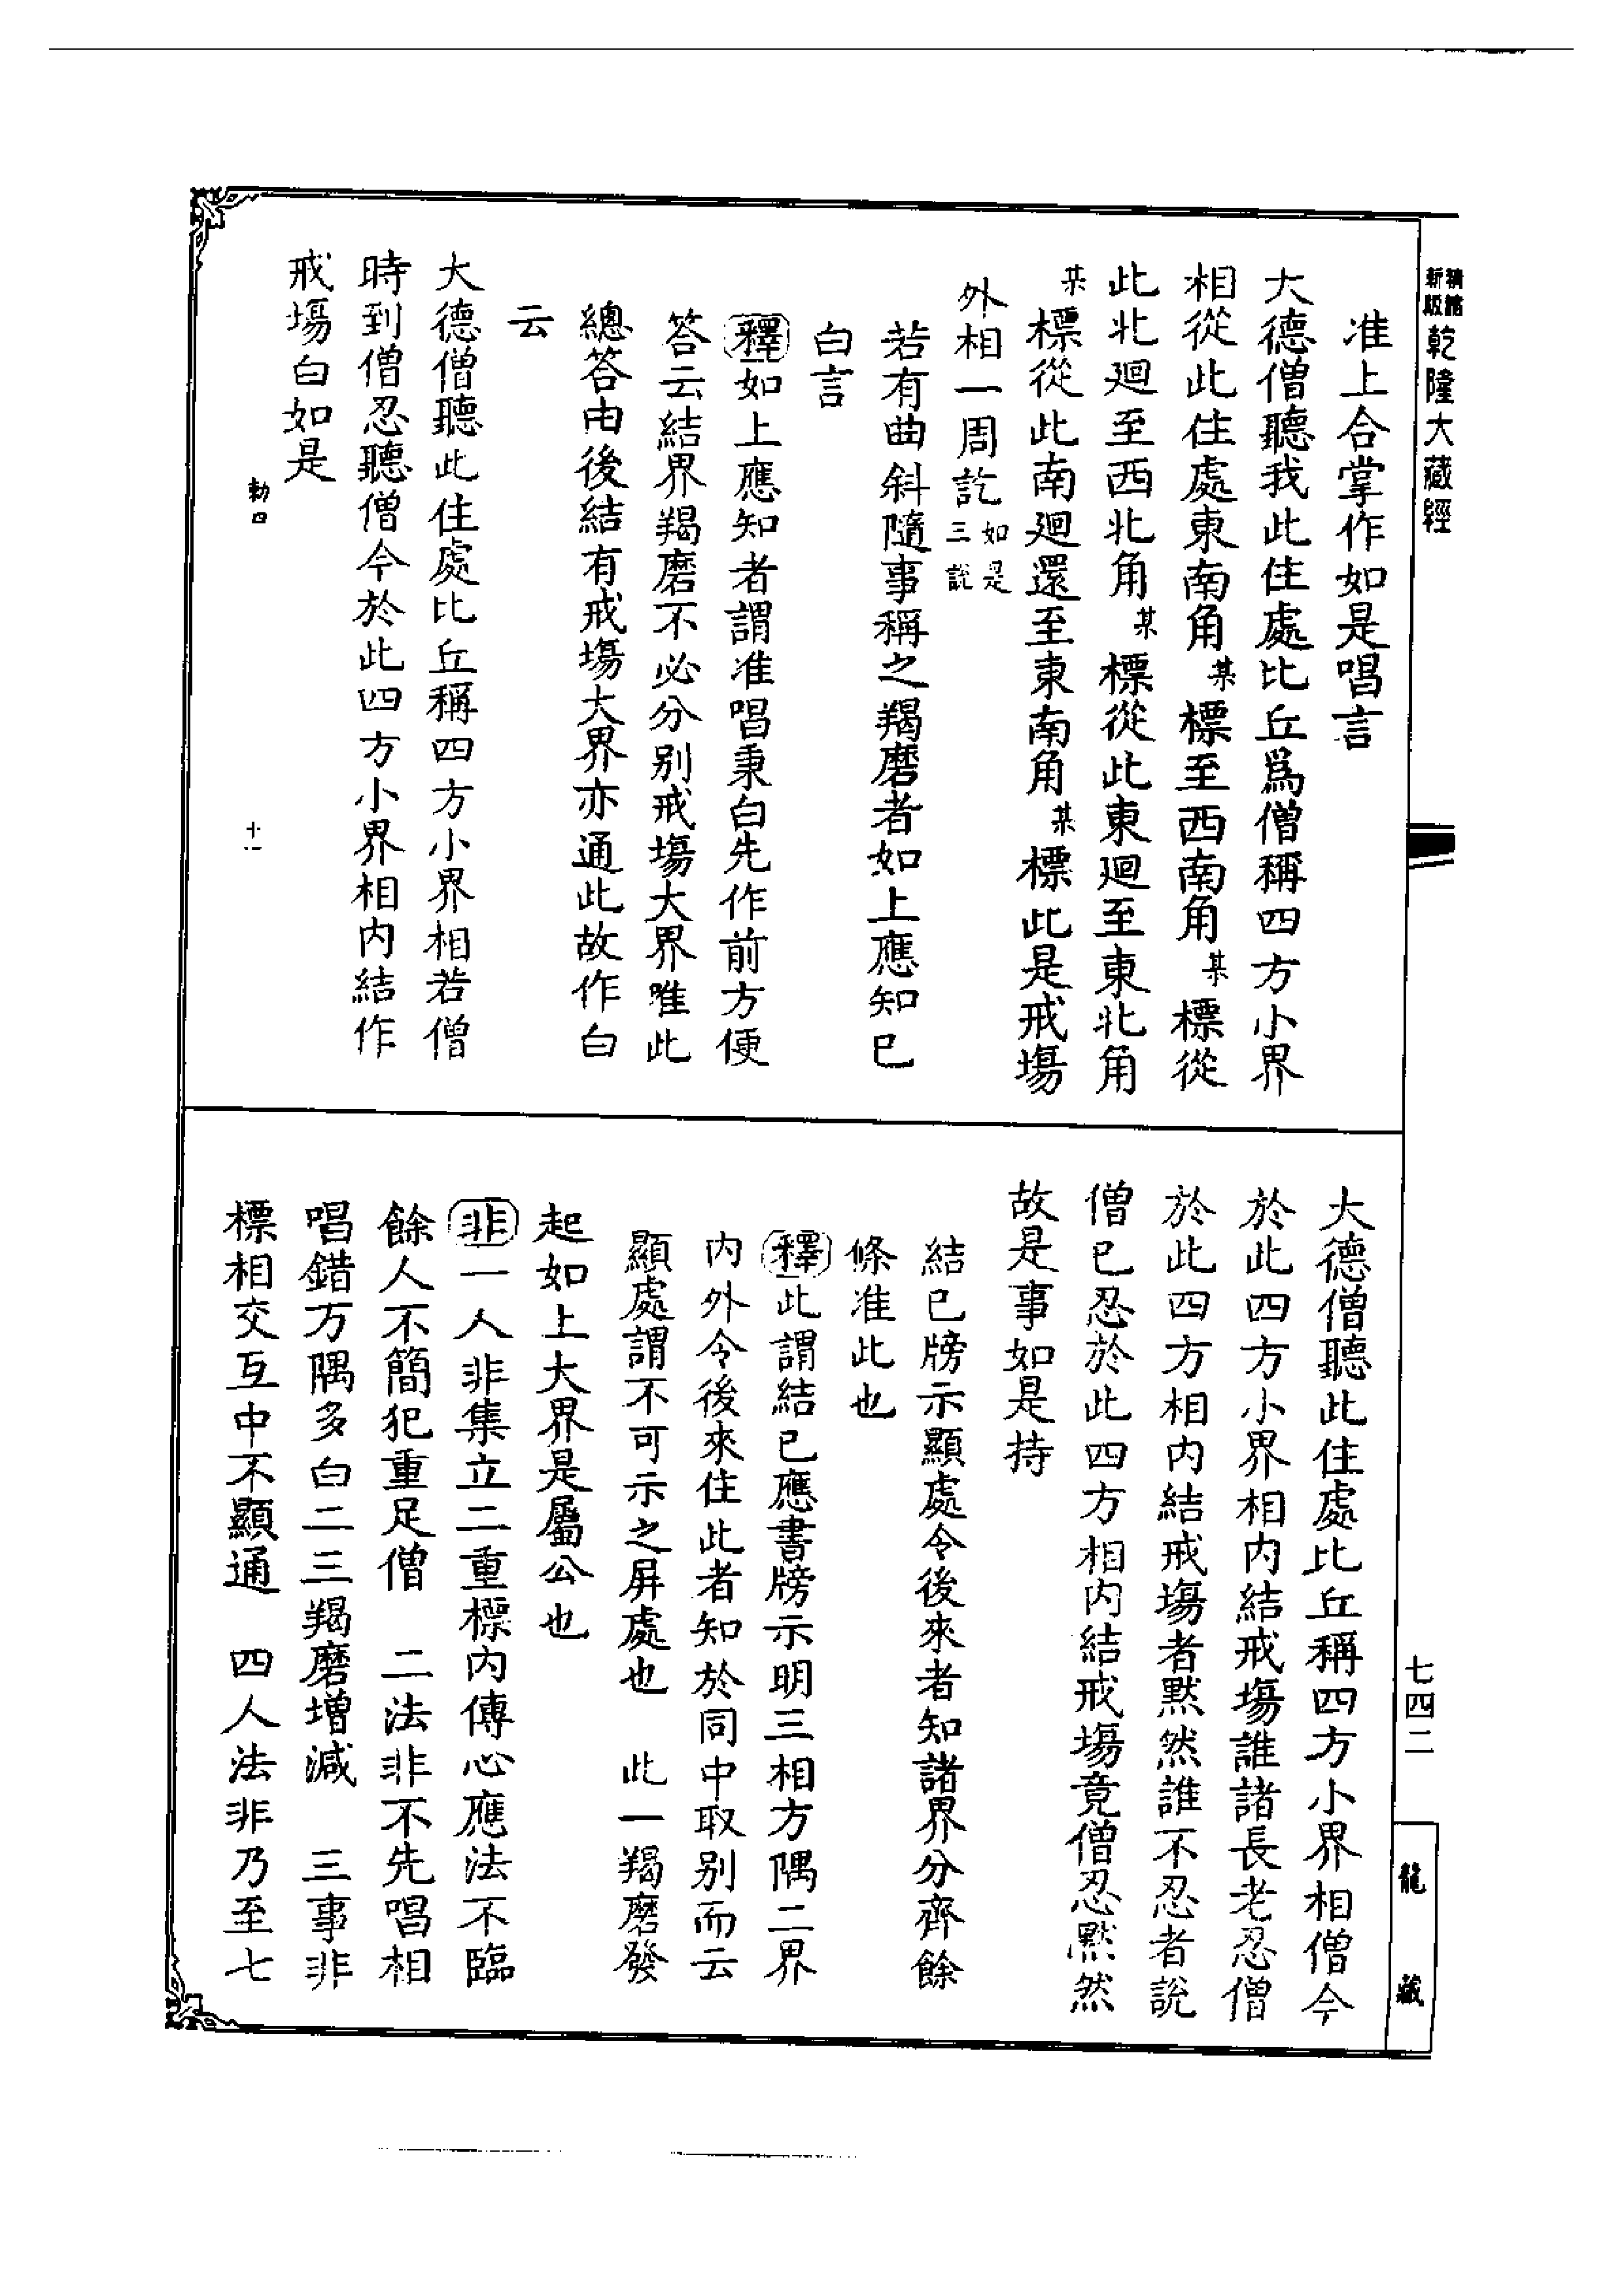 精縮新版乾隆大藏經
准上合掌作如是唱言
大德僧聽我此住處比丘爲僧稱四方小界
相從此住處東南角某標至西南角某標從
此北廻至西北角某標從此東廻至東北角
某標從此南廻還至東南角某標此是戒場
外相一周訖如是三說
若有曲斜隨事稱之羯磨者如上應知已
白言
釋如上應知者謂准唱秉白先作前方便
答云結界羯磨不必分别戒場大界唯此
總答由後結有戒場大界亦通此故作白
云
大德僧聽此住處比丘稱四方小界相若僧
時到僧忍聽僧今於此四方小界相内結作
戒場白如是
十一
大德僧聽此住處比丘稱四方小界相僧今
於此四方小界相内結戒場誰諸長老忍僧
於此四方相内結戒場者黙然誰不忍者説
僧已忍於此四方相内結戒場竟僧忍黙然
故是事如是持
結已牓示顯處令後來者知諸界分齊餘
條准此也
釋此謂結已應書牓示明三相方隅二界
内外令後來住此者知於同中取别而云
顯處謂不可示之屏處也　此一羯磨發
起如上大界是屬公也
非一人非集立二重標内傳心應法不臨
餘人不簡犯重足僧　二法非不先唱相
唱錯方隅多白二三羯磨增減　三事非
標相交互中不顯通　四人法非乃至七
七四二
龍藏